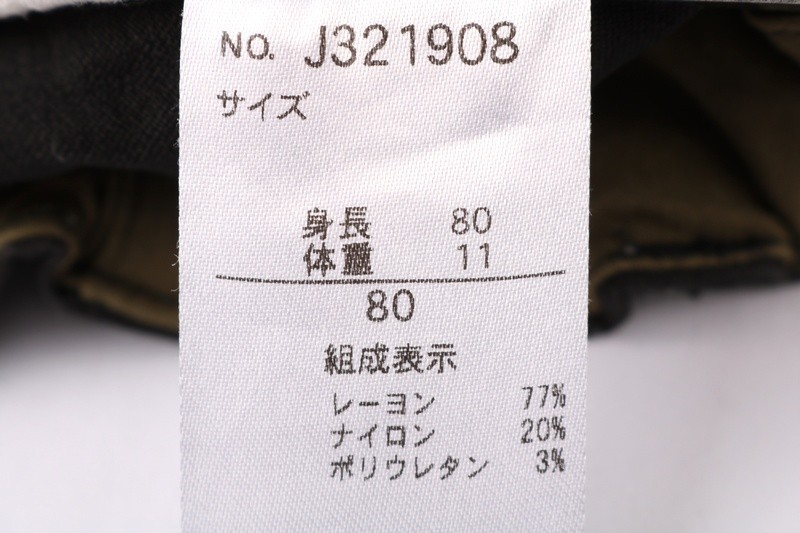 NO. J321908
サイズ
身長 80
体重 11
80
組成表示
レーヨン 77%
ナイロン 20%
ポリウレタン 3%